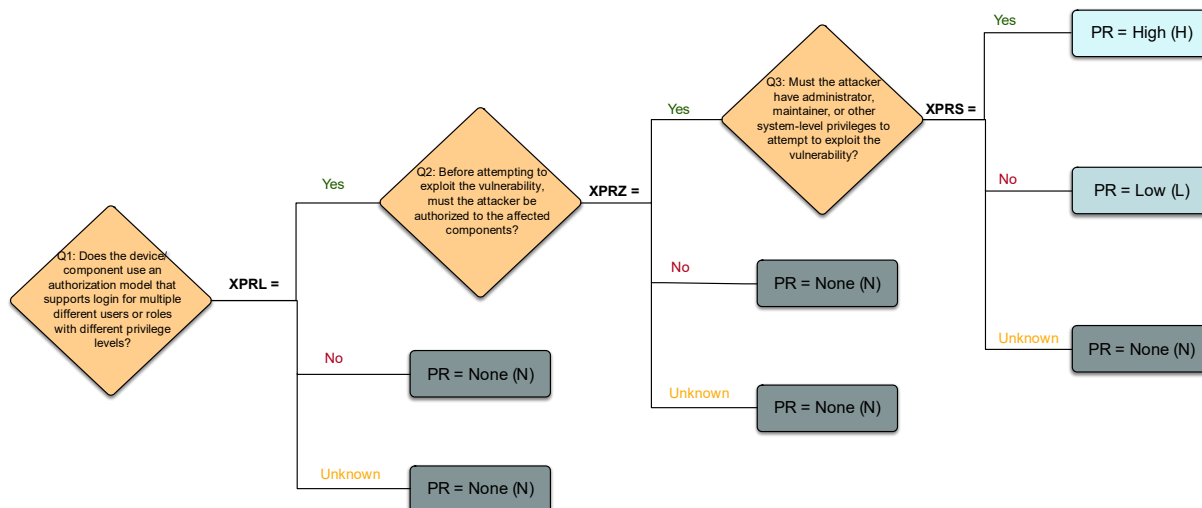 Q1: Does the device/
component use an
authorization model that
supports login for multiple
different users or roles
with different privilege
levels?
XPRL =
Yes
No
PR = None (N)
Unknown
PR = None (N)
Q2: Before attempting to
exploit the vulnerability,
must the attacker be
authorized to the affected
components?
XPRZ =
Yes
No
PR = None (N)
Unknown
PR = None (N)
Q3: Must the attacker
have administrator,
maintainer, or other
system-level privileges to
attempt to exploit the
vulnerability?
XPRS =
Yes
PR = High (H)
No
PR = Low (L)
Unknown
PR = None (N)